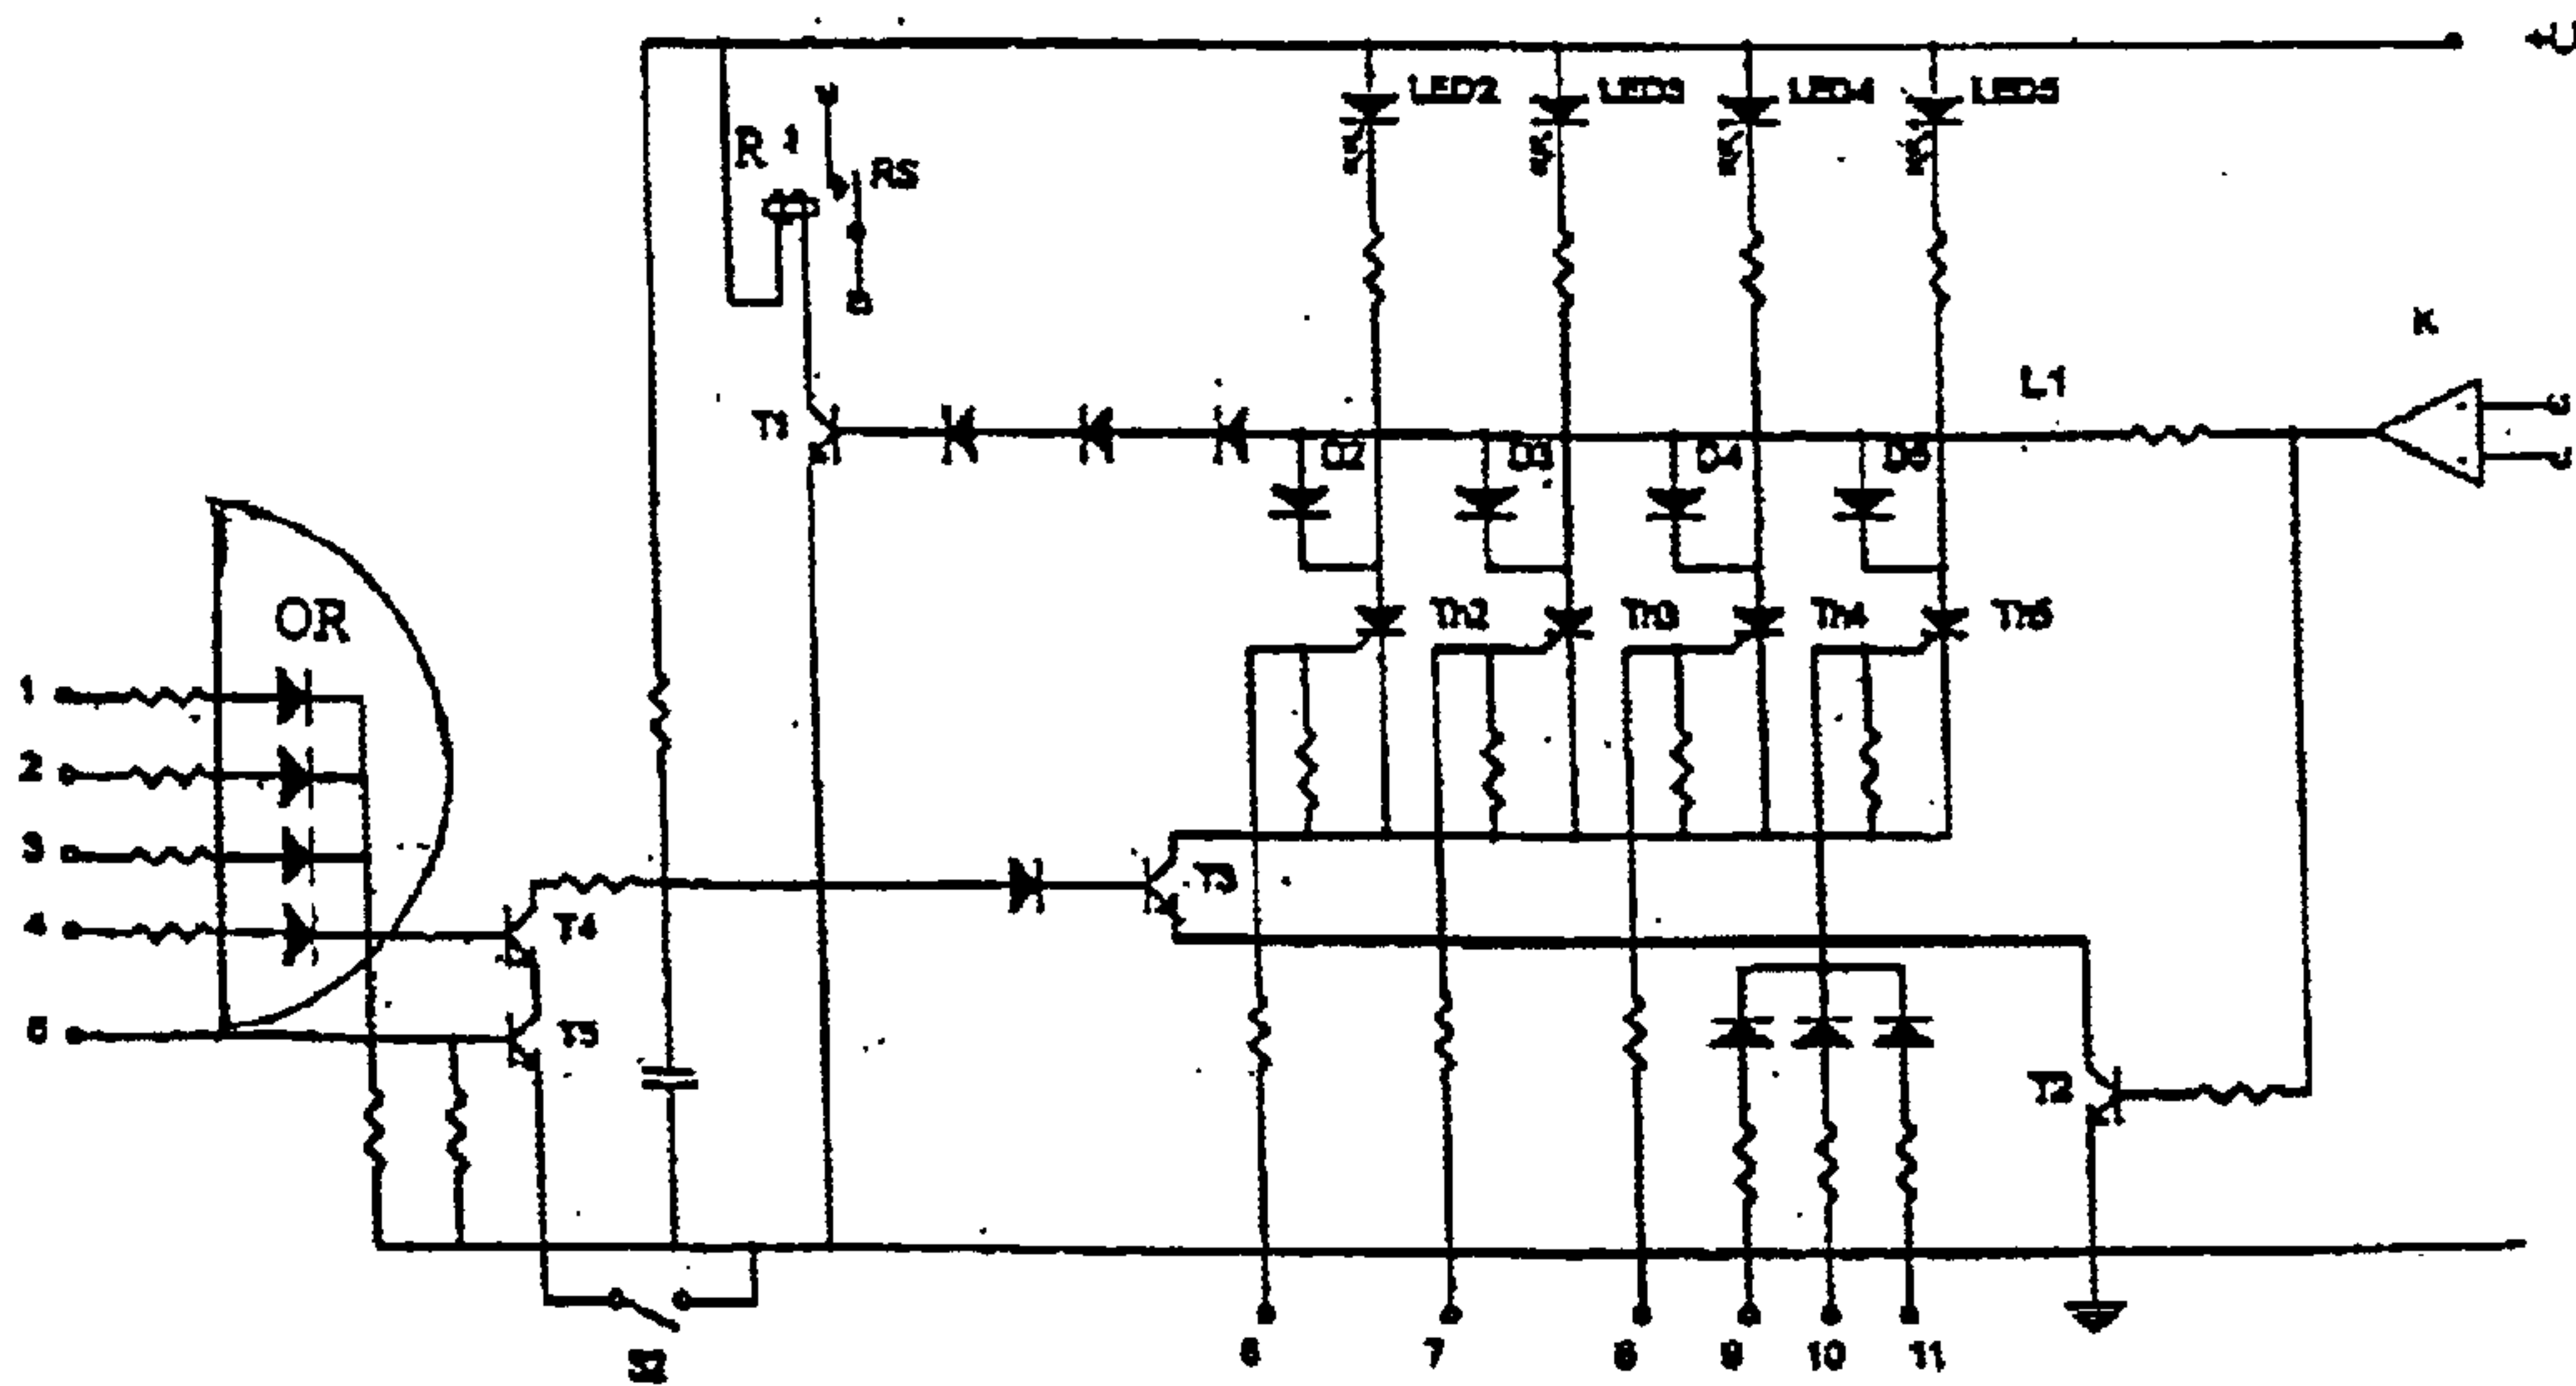 +U
LED2 LED3 LED4 LED5
R 1
RS
K
L1
T1
D2 D3 D4 D5
OR
Th2 Th3 Th4 Th5
1
2
3
4
5
T4
T3
T5
T2
S2
6 7 8 9 10 11